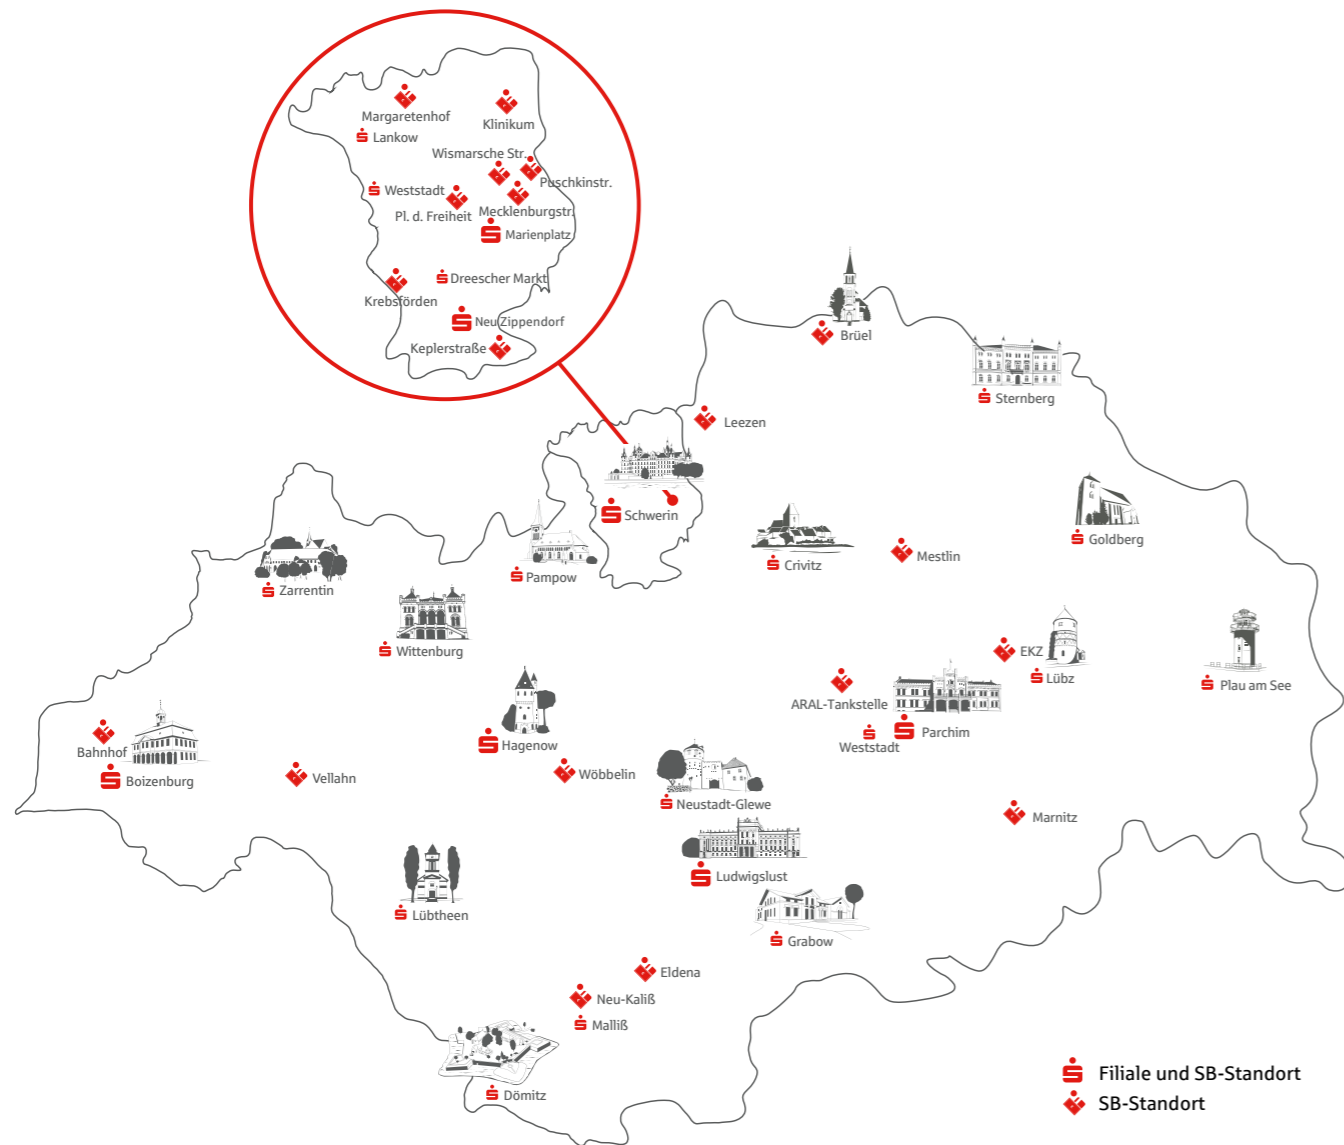 Margaretenhof
Klinikum
Lankow
Wismarsche Str.
Puschkinstr.
Weststadt
Pl. d. Freiheit
Mecklenburgstr.
Marienplatz
Dreescher Markt
Krebsförden
Neu Zippendorf
Keplerstraße
Brüel
Sternberg
Leezen
Schwerin
Goldberg
Crivitz
Mestlin
Pampow
Zarrentin
Wittenburg
EKZ
Lübz
Plau am See
ARAL-Tankstelle
Parchim
Weststadt
Hagenow
Bahnhof
Boizenburg
Vellahn
Wöbbelin
Neustadt-Glewe
Marnitz
Ludwigslust
Lübtheen
Grabow
Eldena
Neu-Kaliß
Malliß
Dömitz
Filiale und SB-Standort
SB-Standort